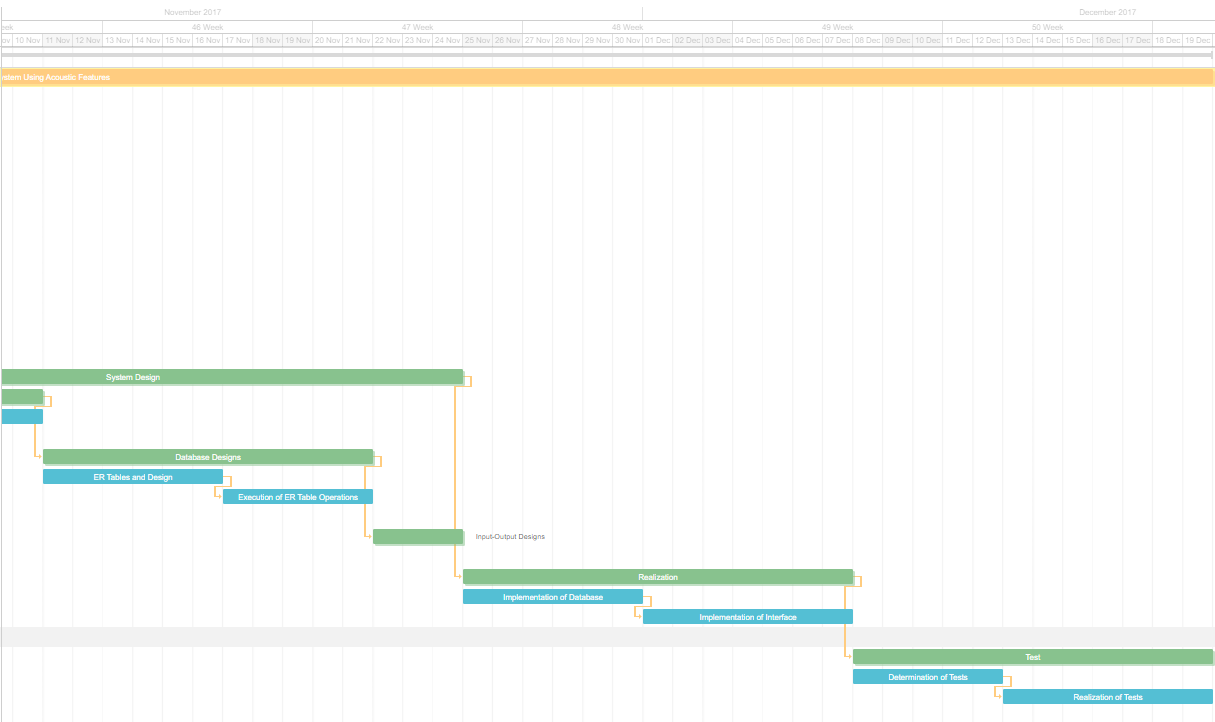 November 2017 December 2017
eek 46 Week 47 Week 48 Week 49 Week 50 Week
ov 10 Nov 11 Nov 12 Nov 13 Nov 14 Nov 15 Nov 16 Nov 17 Nov 18 Nov 19 Nov 20 Nov 21 Nov 22 Nov 23 Nov 24 Nov 25 Nov 26 Nov 27 Nov 28 Nov 29 Nov 30 Nov 01 Dec 02 Dec 03 Dec 04 Dec 05 Dec 06 Dec 07 Dec 08 Dec 09 Dec 10 Dec 11 Dec 12 Dec 13 Dec 14 Dec 15 Dec 16 Dec 17 Dec 18 Dec 19 Dec
ystem Using Acoustic Features
System Design
Database Designs
ER Tables and Design
Execution of ER Table Operations
Input-Output Designs
Realization
Implementation of Database
Implementation of Interface
Test
Determination of Tests
Realization of Tests